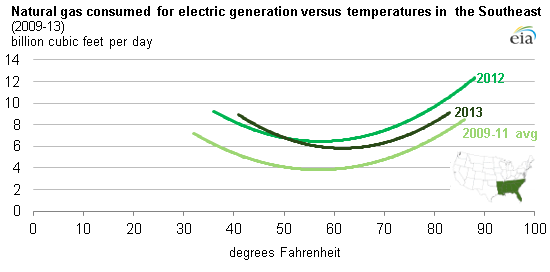 Natural gas consumed for electric generation versus temperatures in the Southeast
(2009-13)
billion cubic feet per day
eia
14
12
10
8
6
4
2
0
2012
2013
2009-11 avg
0 10 20 30 40 50 60 70 80 90 100
degrees Fahrenheit